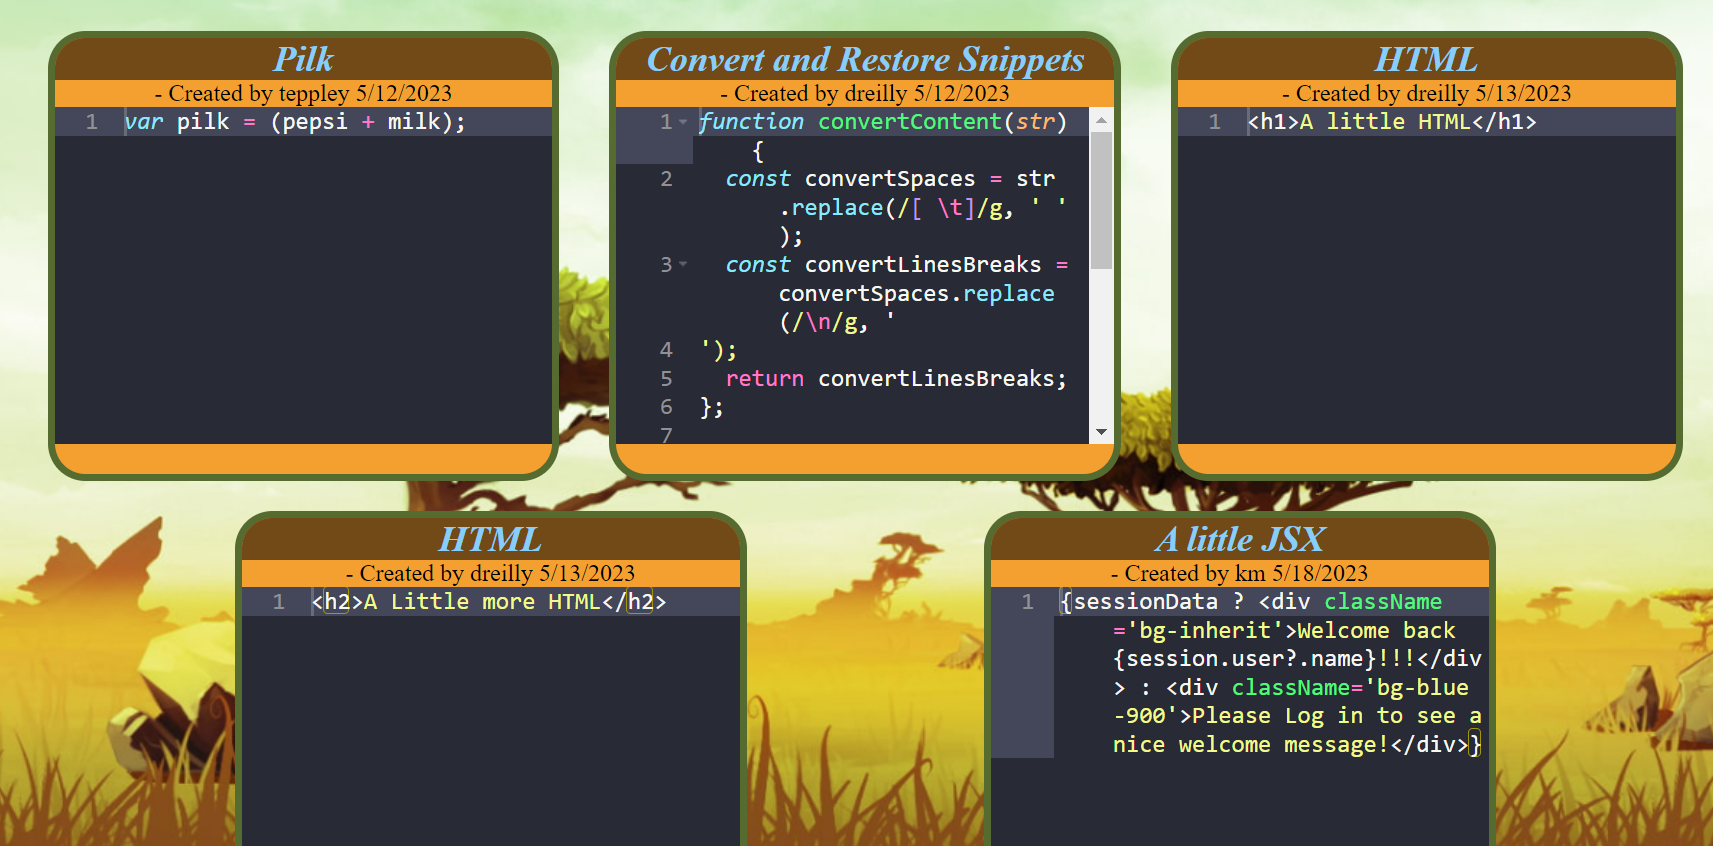 Pilk
- Created by teppley 5/12/2023
1 var pilk = (pepsi + milk);
Convert and Restore Snippets
- Created by dreilly 5/12/2023
1 function convertContent(str)
{
2 const convertSpaces = str
.replace(/[ \t]/g, ' '
);
3 const convertLinesBreaks =
convertSpaces.replace
(/\n/g, '
4 ');
5 return convertLinesBreaks;
6 };
7
HTML
- Created by dreilly 5/13/2023
1 <h1>A little HTML</h1>
HTML
- Created by dreilly 5/13/2023
1 <h2>A Little more HTML</h2>
A little JSX
- Created by km 5/18/2023
1 {sessionData ? <div className
='bg-inherit'>Welcome back
{session.user?.name}!!!</div
> : <div className='bg-blue
-900'>Please Log in to see a
nice welcome message!</div>}